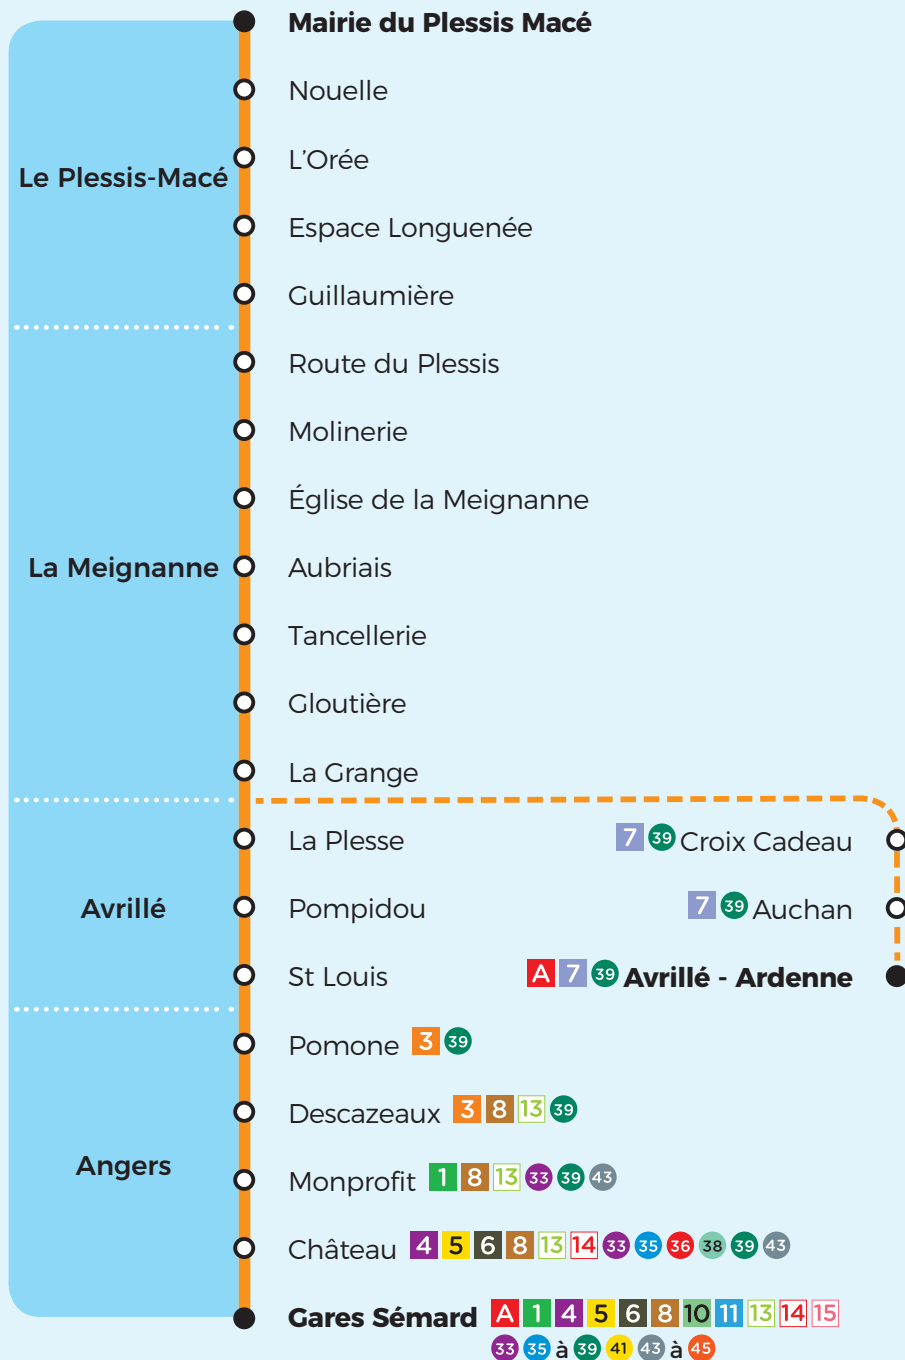 Mairie du Plessis Macé
Nouelle
L'Orée
Le Plessis-Macé
Espace Longuenée
Guillaumière
Route du Plessis
Molinerie
Église de la Meignanne
La Meignanne
Aubriais
Tancellerie
Gloutière
La Grange
La Plesse
7 39 Croix Cadeau
Avrillé
Pompidou
7 39 Auchan
St Louis
A 7 39 Avrillé - Ardenne
Pomone 3 39
Descazeaux 3 8 13 39
Angers
Monprofit 1 8 13 33 39 43
Château 4 5 6 8 13 14 33 35 36 38 39 43
Gares Sémard A 1 4 5 6 8 10 11 13 14 15
33 35 à 39 41 43 à 45